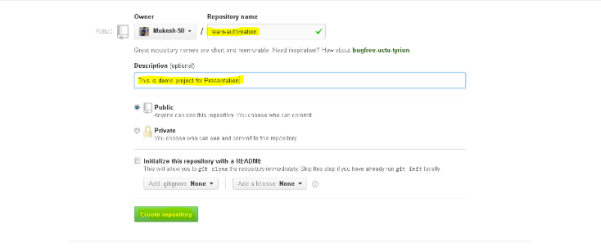 Owner Repository name
PUBLIC Mukesh-50 / learn-automation
Great repository names are short and memorable. Need inspiration? How about bugfree-octo-tyrion
Description (optional)
This is demo project for Presentation
Public
Anyone can see this repository. You choose who can commit.
Private
You choose who can see and commit to this repository.
Initialize this repository with a README
This will allow you to git clone the repository immediately. Skip this step if you have already run git init locally.
Add .gitignore: None Add a license: None
Create repository